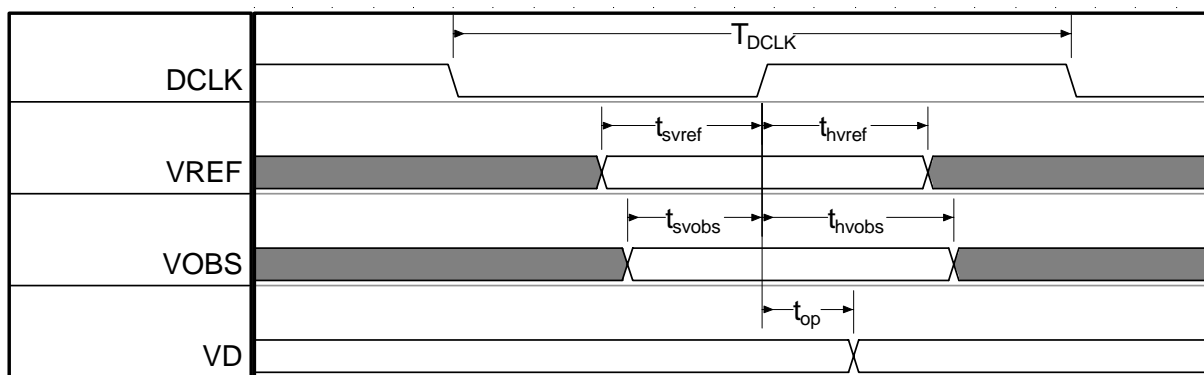 T_DCLK
DCLK
t_svref t_hvref
VREF
t_svobs t_hvobs
VOBS
t_op
VD